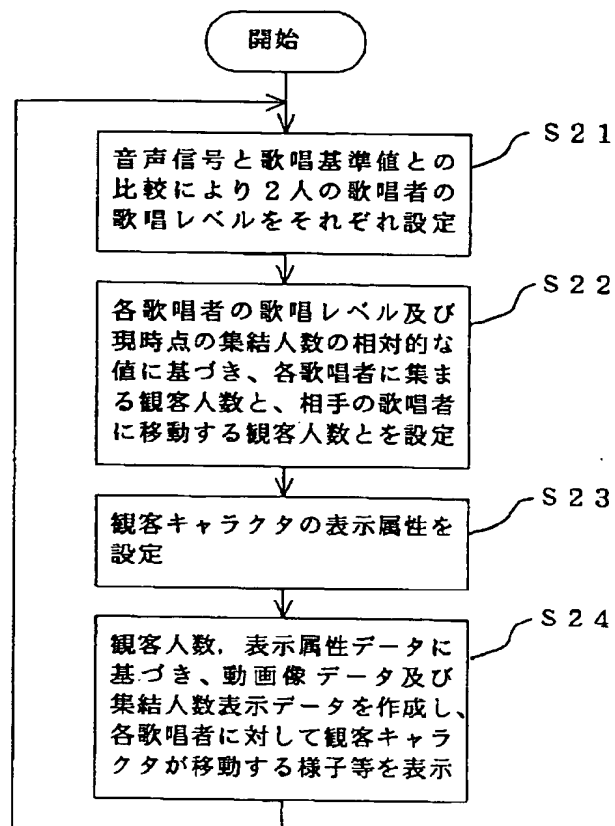 開始
S21
音声信号と歌唱基準値との
比較により2人の歌唱者の
歌唱レベルをそれぞれ設定
S22
各歌唱者の歌唱レベル及び
現時点の集結人数の相対的な
値に基づき、各歌唱者に集ま
る観客人数と、相手の歌唱者
に移動する観客人数とを設定
S23
観客キャラクタの表示属性を
設定
S24
観客人数，表示属性データに
基づき、動画像データ及び
集結人数表示データを作成し、
各歌唱者に対して観客キャラ
クタが移動する様子等を表示